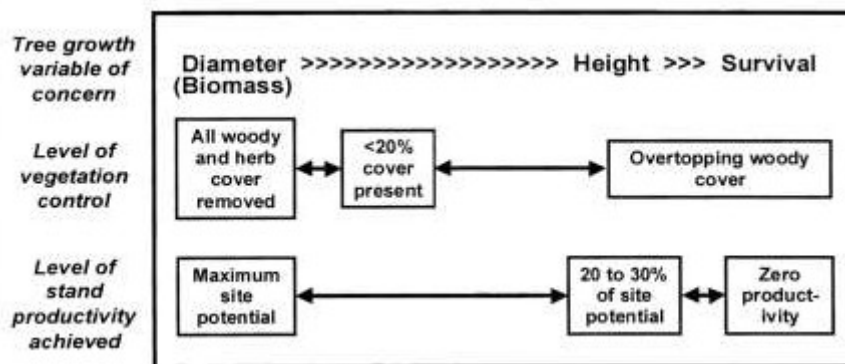 Tree growth
variable of
concern
Diameter >>>>>>>>>>>>>>>>>> Height >>> Survival
(Biomass)
Level of
vegetation
control
All woody
and herb
cover
removed
<20%
cover
present
Overtopping woody
cover
Level of
stand
productivity
achieved
Maximum
site
potential
20 to 30%
of site
potential
Zero
product-
ivity